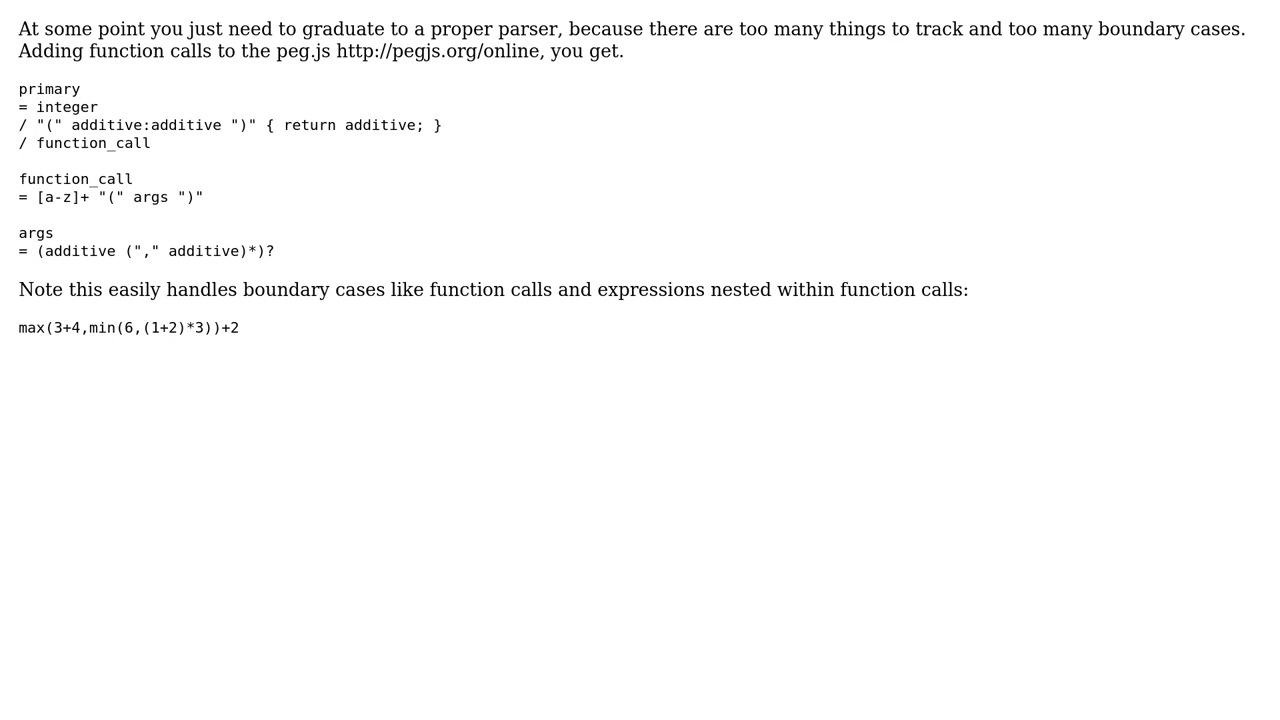 At some point you just need to graduate to a proper parser, because there are too many things to track and too many boundary cases.
Adding function calls to the peg.js http://pegjs.org/online, you get.
primary
= integer
/ "(" additive:additive ")" { return additive; }
/ function_call
function_call
= [a-z]+ "(" args ")"
args
= (additive ("," additive)*)?
Note this easily handles boundary cases like function calls and expressions nested within function calls:
max(3+4,min(6,(1+2)*3))+2